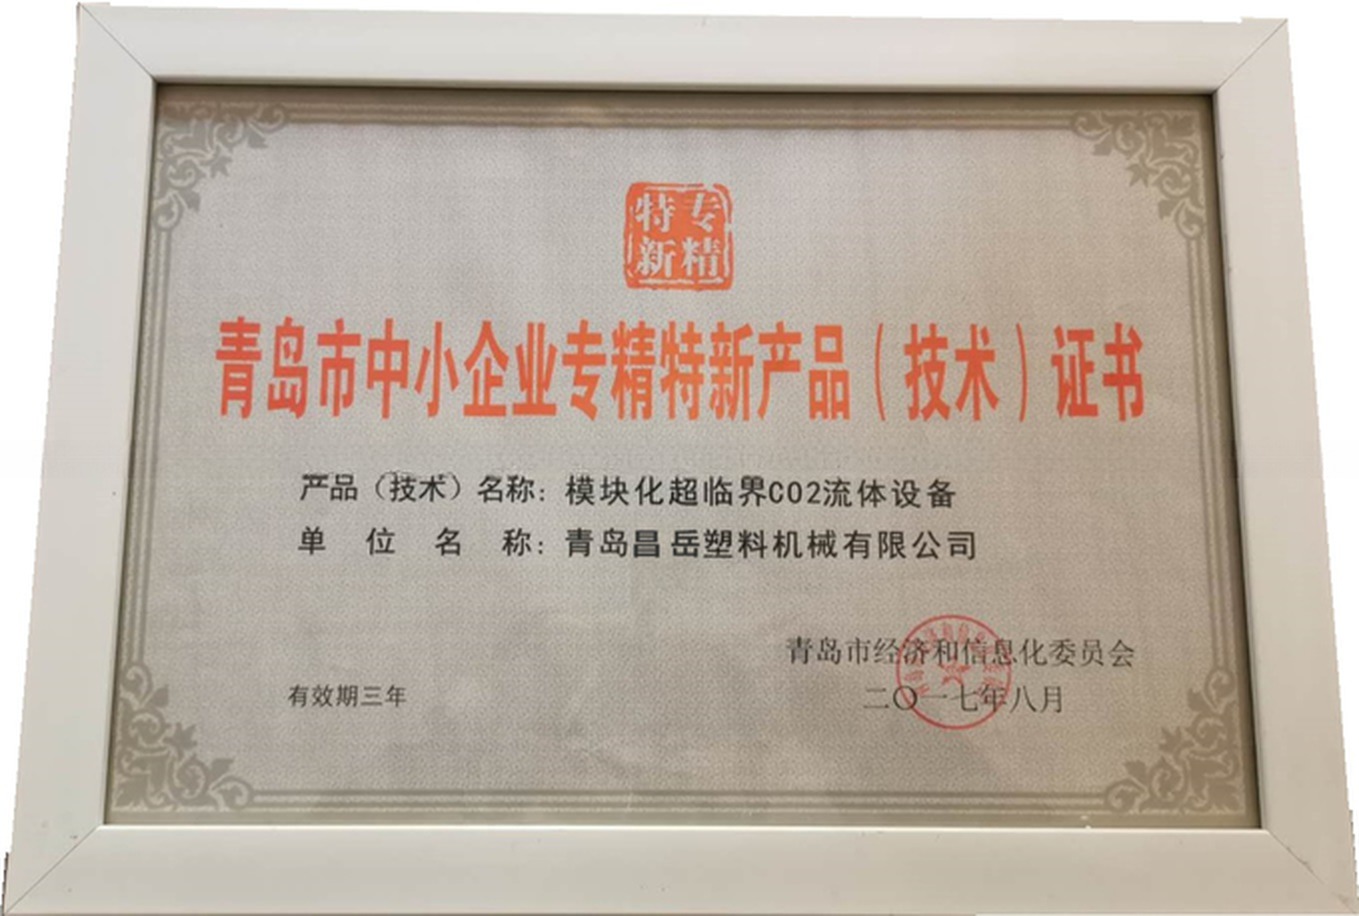 专精
特新
青岛市中小企业专精特新产品（技术）证书
产品（技术）名称：模块化超临界CO2流体设备
单位名称：青岛昌岳塑料机械有限公司
青岛市经济和信息化委员会
有效期三年
二〇一七年八月